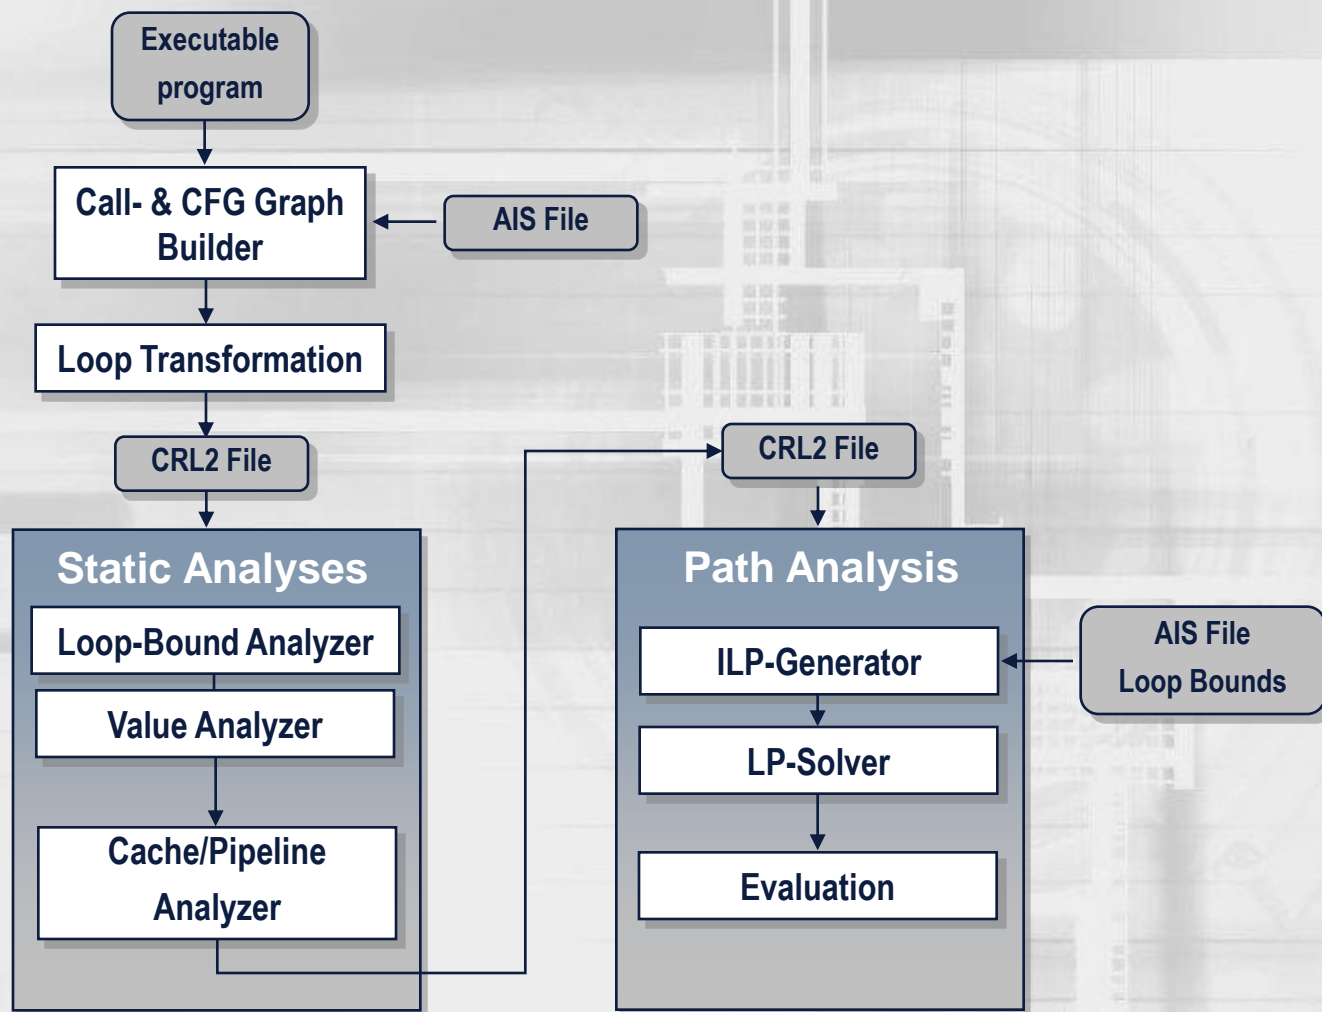 Executable
program
Call- & CFG Graph
Builder
AIS File
Loop Transformation
CRL2 File
Static Analyses
Loop-Bound Analyzer
Value Analyzer
Cache/Pipeline
Analyzer
CRL2 File
Path Analysis
ILP-Generator
AIS File
Loop Bounds
LP-Solver
Evaluation